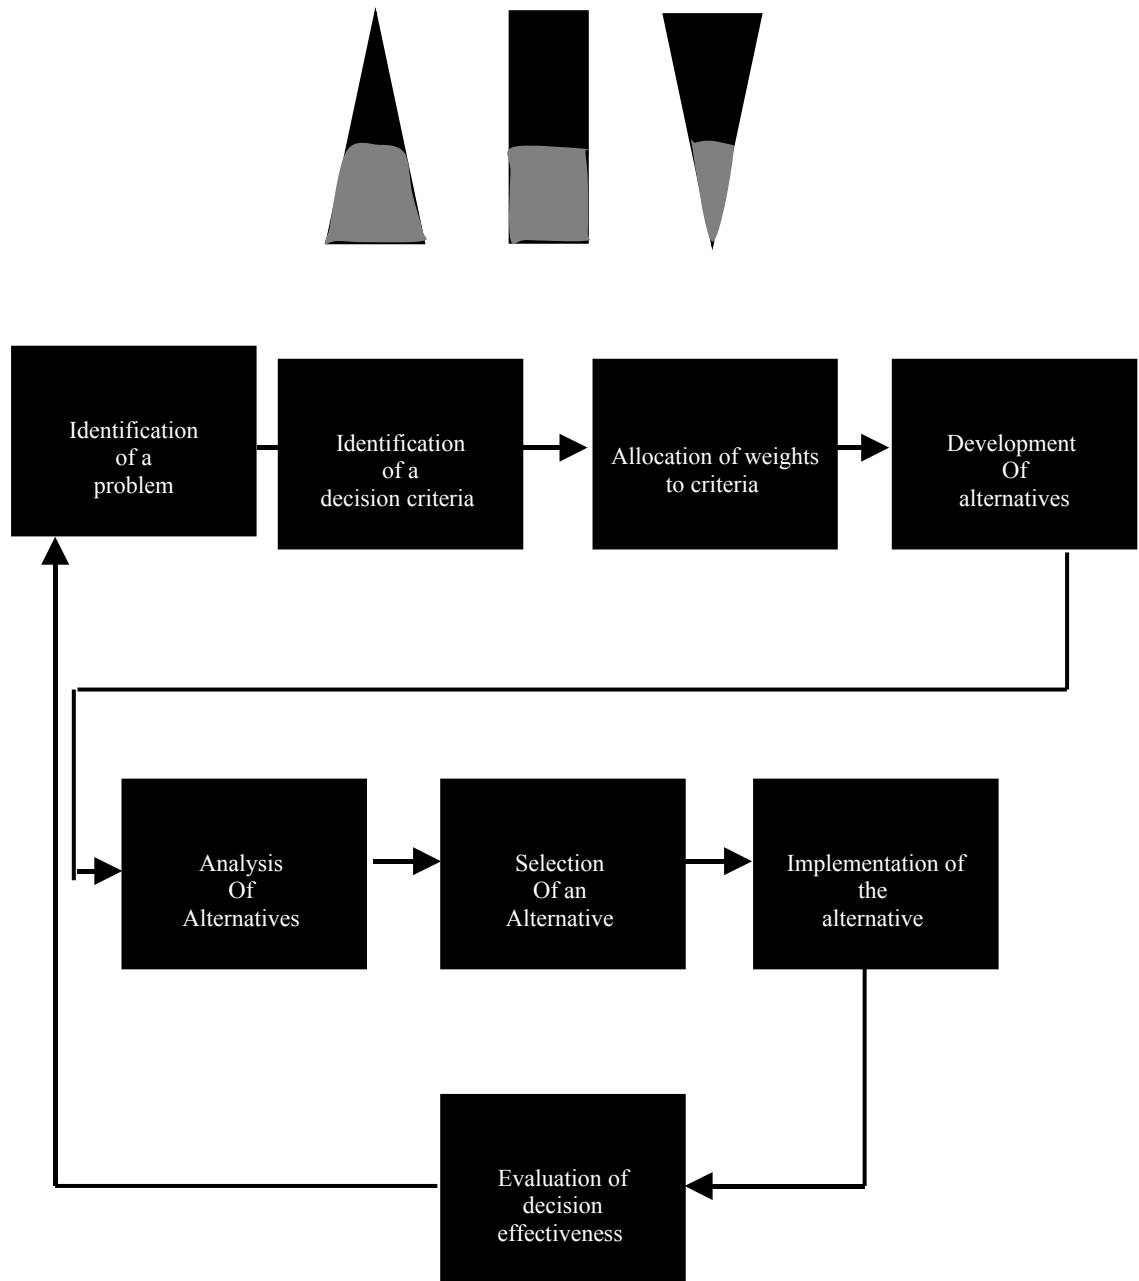 Identification
of a
problem
Identification
of a
decision criteria
Allocation of weights
to criteria
Development
Of
alternatives
Analysis
Of
Alternatives
Selection
Of an
Alternative
Implementation of
the
alternative
Evaluation of
decision
effectiveness